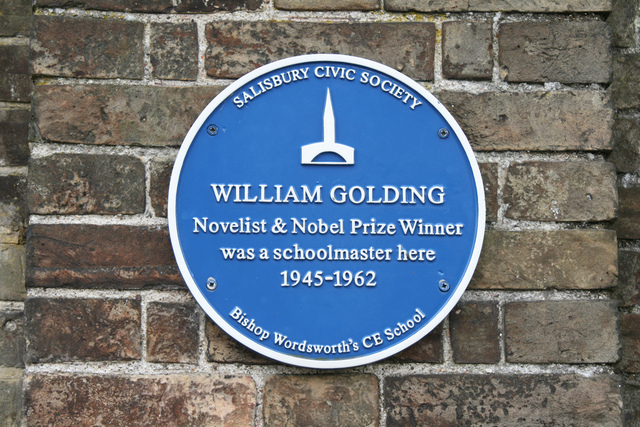 SALISBURY CIVIC SOCIETY
WILLIAM GOLDING
Novelist & Nobel Prize Winner
was a schoolmaster here
1945-1962
Bishop Wordsworth's CE School